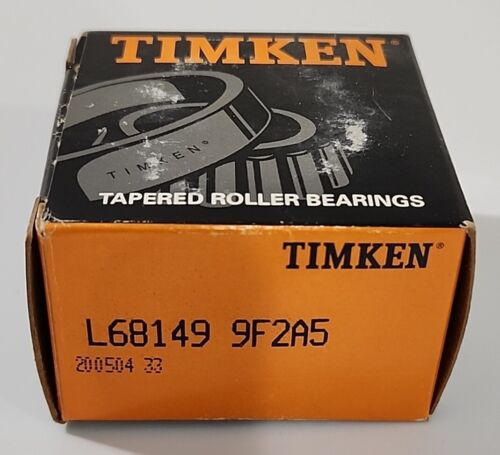 TIMKEN®
TIMKEN®
TAPERED ROLLER BEARINGS
TIMKEN®
L68149 9F2A5
200504 33